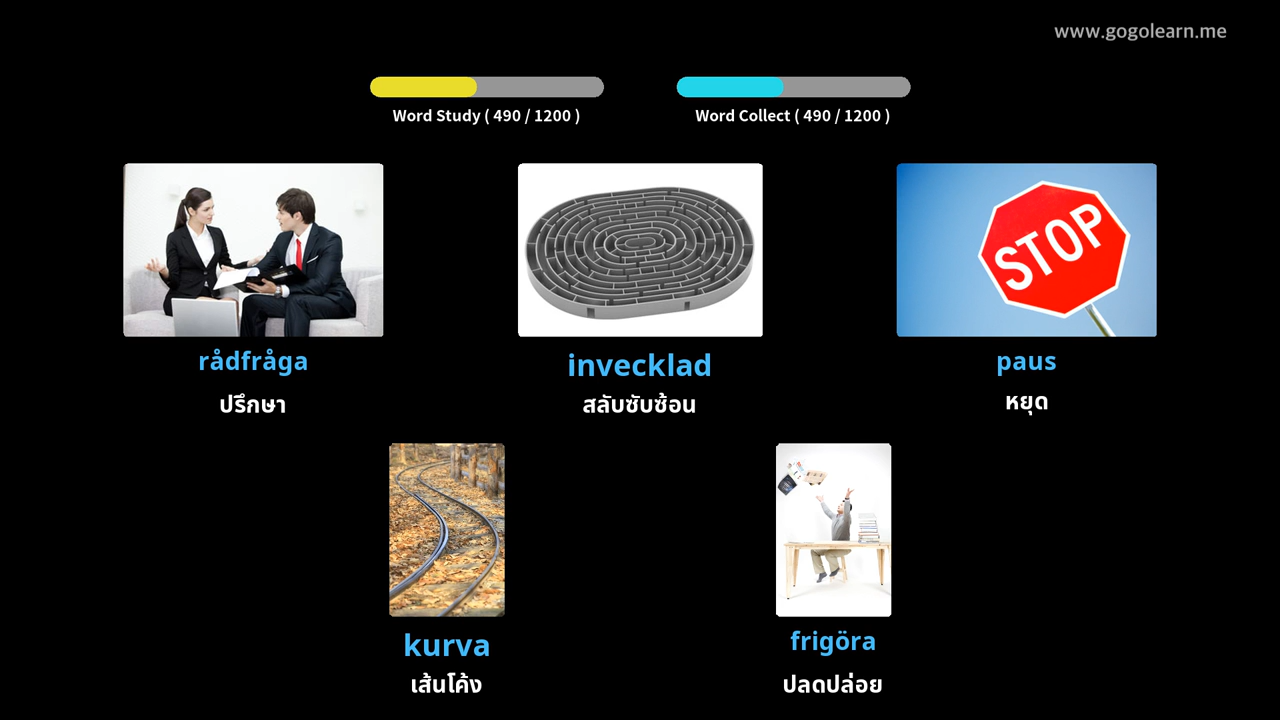 www.gogolearn.me
Word Study ( 490 / 1200 )
Word Collect ( 490 / 1200 )
STOP
rådfråga
invecklad
paus
ปรึกษา
สลับซับซ้อน
หยุด
kurva
frigöra
เส้นโค้ง
ปลดปล่อย